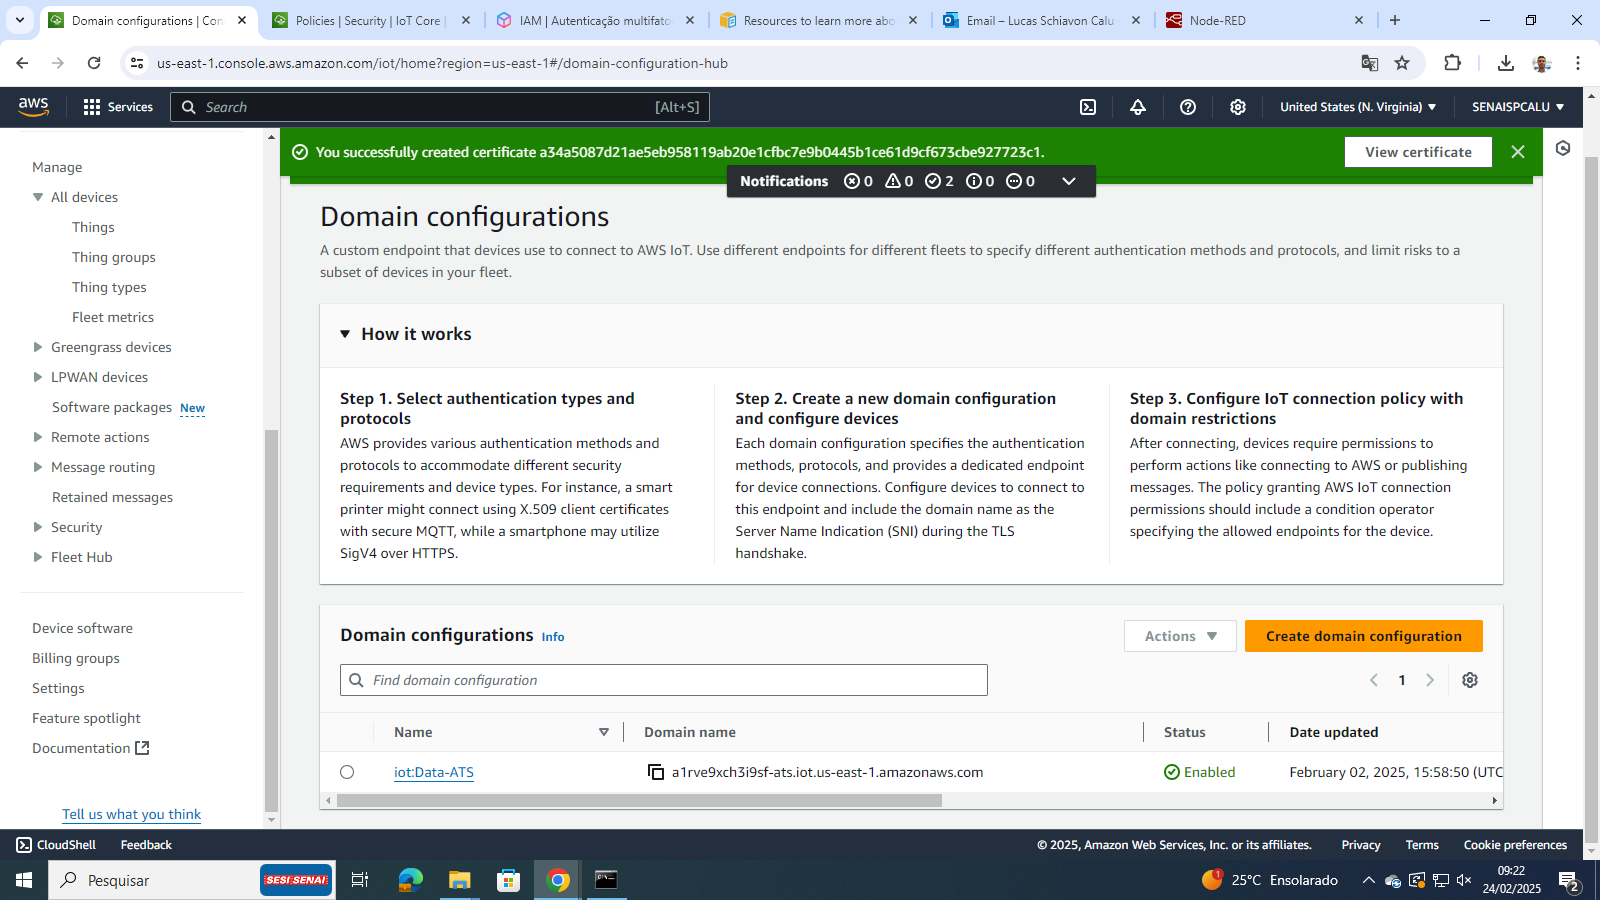 Domain configurations | Con
Policies | Security | IoT Core |
IAM | Autenticação multifato
Resources to learn more abo
Email – Lucas Schiavon Calu -
Node-RED
us-east-1.console.aws.amazon.com/iot/home?region=us-east-1#/domain-configuration-hub
aws
Services
Search
[Alt+S]
United States (N. Virginia)
SENAISPCALU
Manage
All devices
Things
Thing groups
Thing types
Fleet metrics
Greengrass devices
LPWAN devices
Software packages New
Remote actions
Message routing
Retained messages
Security
Fleet Hub
Device software
Billing groups
Settings
Feature spotlight
Documentation
Tell us what you think
You successfully created certificate a34a5087d21ae5eb958119ab20e1cfbc7e9b0445b1ce61d9cf673cbe927723c1.
View certificate
Notifications 0 0 2 0 0
Domain configurations
A custom endpoint that devices use to connect to AWS IoT. Use different endpoints for different fleets to specify different authentication methods and protocols, and limit risks to a
subset of devices in your fleet.
How it works
Step 1. Select authentication types and
protocols
AWS provides various authentication methods and
protocols to accommodate different security
requirements and device types. For instance, a smart
printer might connect using X.509 client certificates
with secure MQTT, while a smartphone may utilize
SigV4 over HTTPS.
Step 2. Create a new domain configuration
and configure devices
Each domain configuration specifies the authentication
methods, protocols, and provides a dedicated endpoint
for device connections. Configure devices to connect to
this endpoint and include the domain name as the
Server Name Indication (SNI) during the TLS
handshake.
Step 3. Configure IoT connection policy with
domain restrictions
After connecting, devices require permissions to
perform actions like connecting to AWS or publishing
messages. The policy granting AWS IoT connection
permissions should include a condition operator
specifying the allowed endpoints for the device.
Domain configurations Info
Actions
Create domain configuration
Find domain configuration
1
Name
Domain name
Status
Date updated
iot:Data-ATS
a1rve9xch3i9sf-ats.iot.us-east-1.amazonaws.com
Enabled
February 02, 2025, 15:58:50 (UTC
CloudShell
Feedback
© 2025, Amazon Web Services, Inc. or its affiliates.
Privacy
Terms
Cookie preferences
Pesquisar
SESI SENAI
1
25°C Ensolarado
09:22
24/02/2025
2